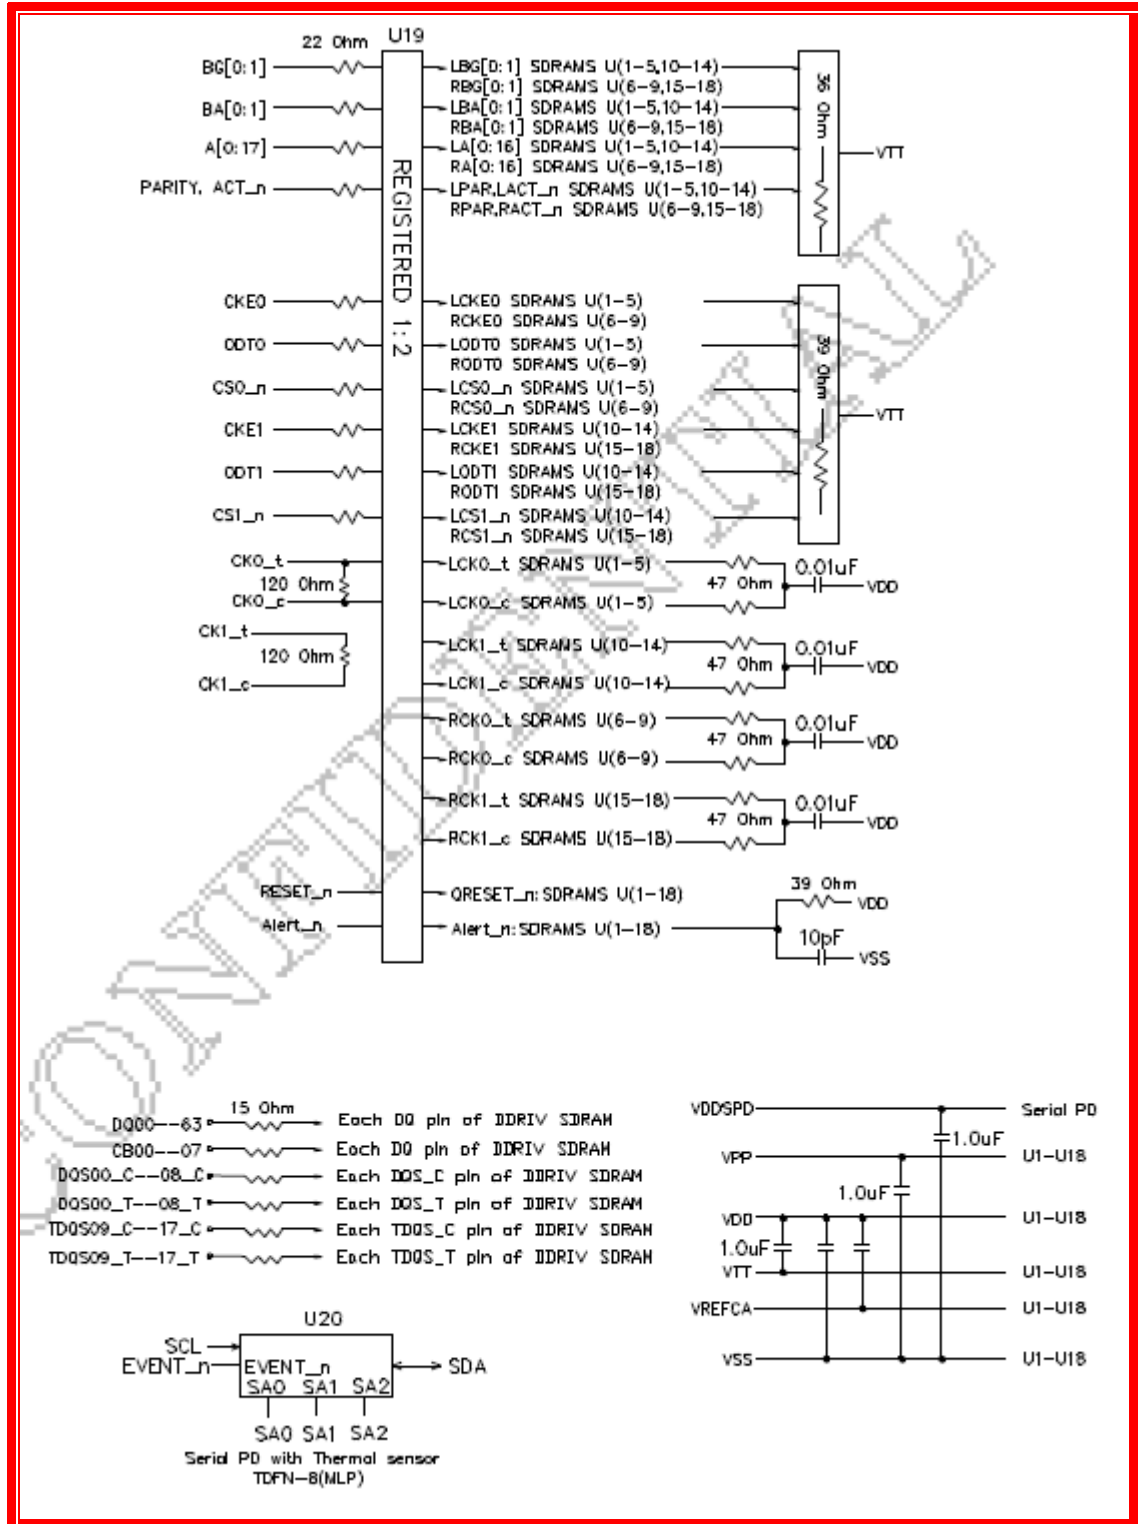 U19
22 Ohm
BG[0:1]
LBG[0:1] SDRAMS U(1-5,10-14)
RBG[0:1] SDRAMS U(6-9,15-18)
BA[0:1]
LBA[0:1] SDRAMS U(1-5,10-14)
RBA[0:1] SDRAMS U(6-9,15-18)
A[0:17]
LA[0:16] SDRAMS U(1-5,10-14)
RA[0:16] SDRAMS U(6-9,15-18)
PARITY, ACT_n
LPAR,LACT_n SDRAMS U(1-5,10-14)
RPAR,RACT_n SDRAMS U(6-9,15-18)
36 Ohm
VTT
REGISTERED 1:2
CKE0
LCKE0 SDRAMS U(1-5)
RCKE0 SDRAMS U(6-9)
ODT0
LODT0 SDRAMS U(1-5)
RODT0 SDRAMS U(6-9)
CS0_n
LCS0_n SDRAMS U(1-5)
RCS0_n SDRAMS U(6-9)
CKE1
LCKE1 SDRAMS U(10-14)
RCKE1 SDRAMS U(15-18)
ODT1
LODT1 SDRAMS U(10-14)
RODT1 SDRAMS U(15-18)
CS1_n
LCS1_n SDRAMS U(10-14)
RCS1_n SDRAMS U(15-18)
39 Ohm
VTT
CK0_t
120 Ohm
CK0_c
LCK0_t SDRAMS U(1-5)
LCK0_c SDRAMS U(1-5)
47 Ohm
0.01uF
VDD
CK1_t
120 Ohm
CK1_c
LCK1_t SDRAMS U(10-14)
LCK1_c SDRAMS U(10-14)
47 Ohm
0.01uF
VDD
RCK0_t SDRAMS U(6-9)
RCK0_c SDRAMS U(6-9)
47 Ohm
0.01uF
VDD
RCK1_t SDRAMS U(15-18)
RCK1_c SDRAMS U(15-18)
47 Ohm
0.01uF
VDD
RESET_n
QRESET_n:SDRAMS U(1-18)
Alert_n
Alert_n:SDRAMS U(1-18)
39 Ohm
VDD
10pF
VSS
CONFIDENTIAL
15 Ohm
DQ00--63
Each DQ pin of DDRIV SDRAM
CB00--07
Each DQ pin of DDRIV SDRAM
DQS00_C--08_C
Each DQS_C pin of DDRIV SDRAM
DQS00_T--08_T
Each DQS_T pin of DDRIV SDRAM
TDQS09_C--17_C
Each TDQS_C pin of DDRIV SDRAM
TDQS09_T--17_T
Each TDQS_T pin of DDRIV SDRAM
VDDSPD
Serial PD
1.0uF
VPP
U1-U18
1.0uF
VDD
U1-U18
1.0uF
VTT
U1-U18
VREFCA
U1-U18
VSS
U1-U18
U20
SCL
EVENT_n
EVENT_n
SDA
SA0 SA1 SA2
SA0 SA1 SA2
Serial PD with Thermal sensor
TDFN-8(MLP)